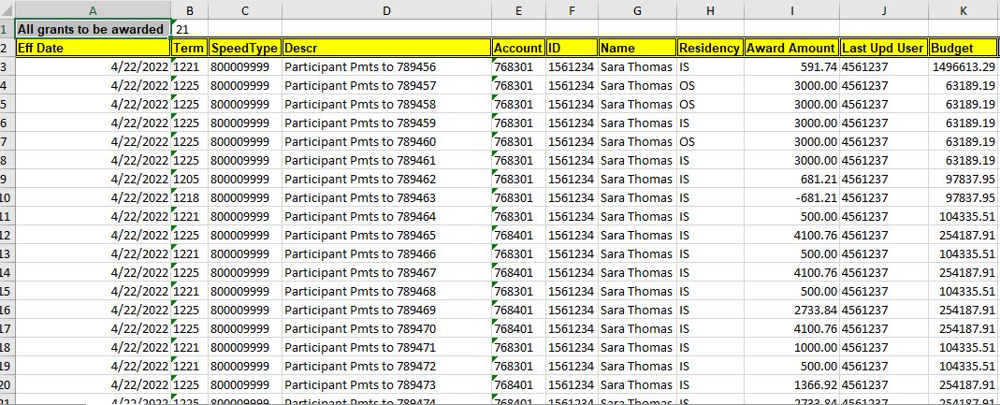 A B C D E F G H I J K
1 All grants to be awarded 21
2 Eff Date Term SpeedType Descr Account ID Name Residency Award Amount Last Upd User Budget
3 4/22/2022 1221 800009999 Participant Pmts to 789456 768301 1561234 Sara Thomas IS 591.74 4561237 1496613.29
4 4/22/2022 1225 800009999 Participant Pmts to 789457 768301 1561234 Sara Thomas OS 3000.00 4561237 63189.19
5 4/22/2022 1225 800009999 Participant Pmts to 789458 768301 1561234 Sara Thomas OS 3000.00 4561237 63189.19
6 4/22/2022 1225 800009999 Participant Pmts to 789459 768301 1561234 Sara Thomas IS 3000.00 4561237 63189.19
7 4/22/2022 1225 800009999 Participant Pmts to 789460 768301 1561234 Sara Thomas OS 3000.00 4561237 63189.19
8 4/22/2022 1225 800009999 Participant Pmts to 789461 768301 1561234 Sara Thomas IS 3000.00 4561237 63189.19
9 4/22/2022 1205 800009999 Participant Pmts to 789462 768301 1561234 Sara Thomas IS 681.21 4561237 97837.95
10 4/22/2022 1218 800009999 Participant Pmts to 789463 768301 1561234 Sara Thomas IS -681.21 4561237 97837.95
11 4/22/2022 1221 800009999 Participant Pmts to 789464 768301 1561234 Sara Thomas IS 500.00 4561237 104335.51
12 4/22/2022 1225 800009999 Participant Pmts to 789465 768401 1561234 Sara Thomas IS 4100.76 4561237 254187.91
13 4/22/2022 1221 800009999 Participant Pmts to 789466 768301 1561234 Sara Thomas IS 500.00 4561237 104335.51
14 4/22/2022 1225 800009999 Participant Pmts to 789467 768401 1561234 Sara Thomas IS 4100.76 4561237 254187.91
15 4/22/2022 1221 800009999 Participant Pmts to 789468 768301 1561234 Sara Thomas IS 500.00 4561237 104335.51
16 4/22/2022 1225 800009999 Participant Pmts to 789469 768401 1561234 Sara Thomas IS 2733.84 4561237 254187.91
17 4/22/2022 1225 800009999 Participant Pmts to 789470 768401 1561234 Sara Thomas IS 4100.76 4561237 254187.91
18 4/22/2022 1221 800009999 Participant Pmts to 789471 768301 1561234 Sara Thomas IS 1000.00 4561237 104335.51
19 4/22/2022 1221 800009999 Participant Pmts to 789472 768301 1561234 Sara Thomas IS 500.00 4561237 104335.51
20 4/22/2022 1225 800009999 Participant Pmts to 789473 768401 1561234 Sara Thomas IS 1366.92 4561237 254187.91
21 4/22/2022 1225 800009999 Participant Pmts to 789474 768401 1561234 Sara Thomas IS 2733.84 4561237 254187.91